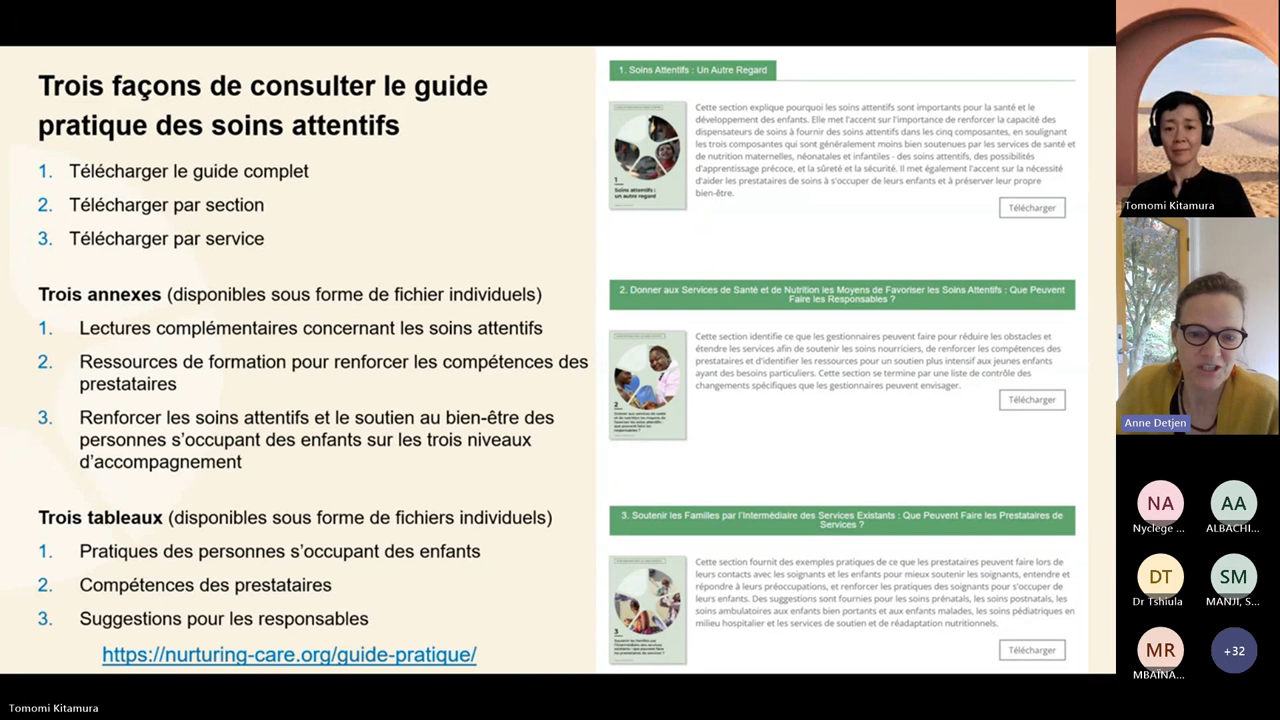 Trois façons de consulter le guide
pratique des soins attentifs
1. Télécharger le guide complet
2. Télécharger par section
3. Télécharger par service
Trois annexes (disponibles sous forme de fichier individuels)
1. Lectures complémentaires concernant les soins attentifs
2. Ressources de formation pour renforcer les compétences des
prestataires
3. Renforcer les soins attentifs et le soutien au bien-être des
personnes s’occupant des enfants sur les trois niveaux
d’accompagnement
Trois tableaux (disponibles sous forme de fichiers individuels)
1. Pratiques des personnes s’occupant des enfants
2. Compétences des prestataires
3. Suggestions pour les responsables
https://nurturing-care.org/guide-pratique/
1. Soins Attentifs : Un Autre Regard
1
Soins attentifs :
un autre regard
Cette section explique pourquoi les soins attentifs sont importants pour la santé et le
développement des enfants. Elle met l'accent sur l'importance de renforcer la capacité des
dispensateurs de soins à fournir des soins attentifs dans les cinq composantes, en soulignant
les trois composantes qui sont généralement moins bien soutenues par les services de santé et
de nutrition maternelles, néonatales et infantiles - des soins attentifs, des possibilités
d'apprentissage précoce, et la sûreté et la sécurité. Il met également l'accent sur la nécessité
d'aider les prestataires de soins à s'occuper de leurs enfants et à préserver leur propre
bien-être.
Télécharger
2. Donner aux Services de Santé et de Nutrition les Moyens de Favoriser les Soins Attentifs : Que Peuvent
Faire les Responsables ?
2
Cette section identifie ce que les gestionnaires peuvent faire pour réduire les obstacles et
étendre les services afin de soutenir les soins nourriciers, de renforcer les compétences des
prestataires et d'identifier les ressources pour un soutien plus intensif aux jeunes enfants
ayant des besoins particuliers. Cette section se termine par une liste de contrôle des
changements spécifiques que les gestionnaires peuvent envisager.
Télécharger
3. Soutenir les Familles par l’Intermédiaire des Services Existants : Que Peuvent Faire les Prestataires de
Services ?
3
Cette section fournit des exemples pratiques de ce que les prestataires peuvent faire lors de
leurs contacts avec les soignants et les enfants pour mieux soutenir les soignants, entendre et
répondre à leurs préoccupations, et renforcer les pratiques des soignants pour s'occuper de
leurs enfants. Des suggestions sont fournies pour les soins prénatals, les soins postnatals, les
soins ambulatoires aux enfants bien portants et aux enfants malades, les soins pédiatriques en
milieu hospitalier et les services de soutien et de réadaptation nutritionnels.
Télécharger
Tomomi Kitamura
Anne Detjen
NA
AA
Nyclege ...
ALBACHI...
DT
SM
Dr Tshiula
MANJI, S...
MR
+32
MBAÏNA...
Tomomi Kitamura